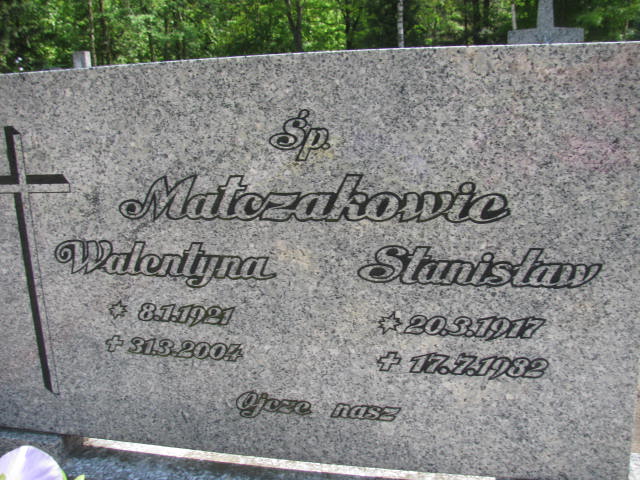 Śp.
Matczakowie
Walentyna Stanisław
* 8.1.1921 * 20.3.1917
+ 31.3.2004 + 17.7.1982
Ojcze nasz